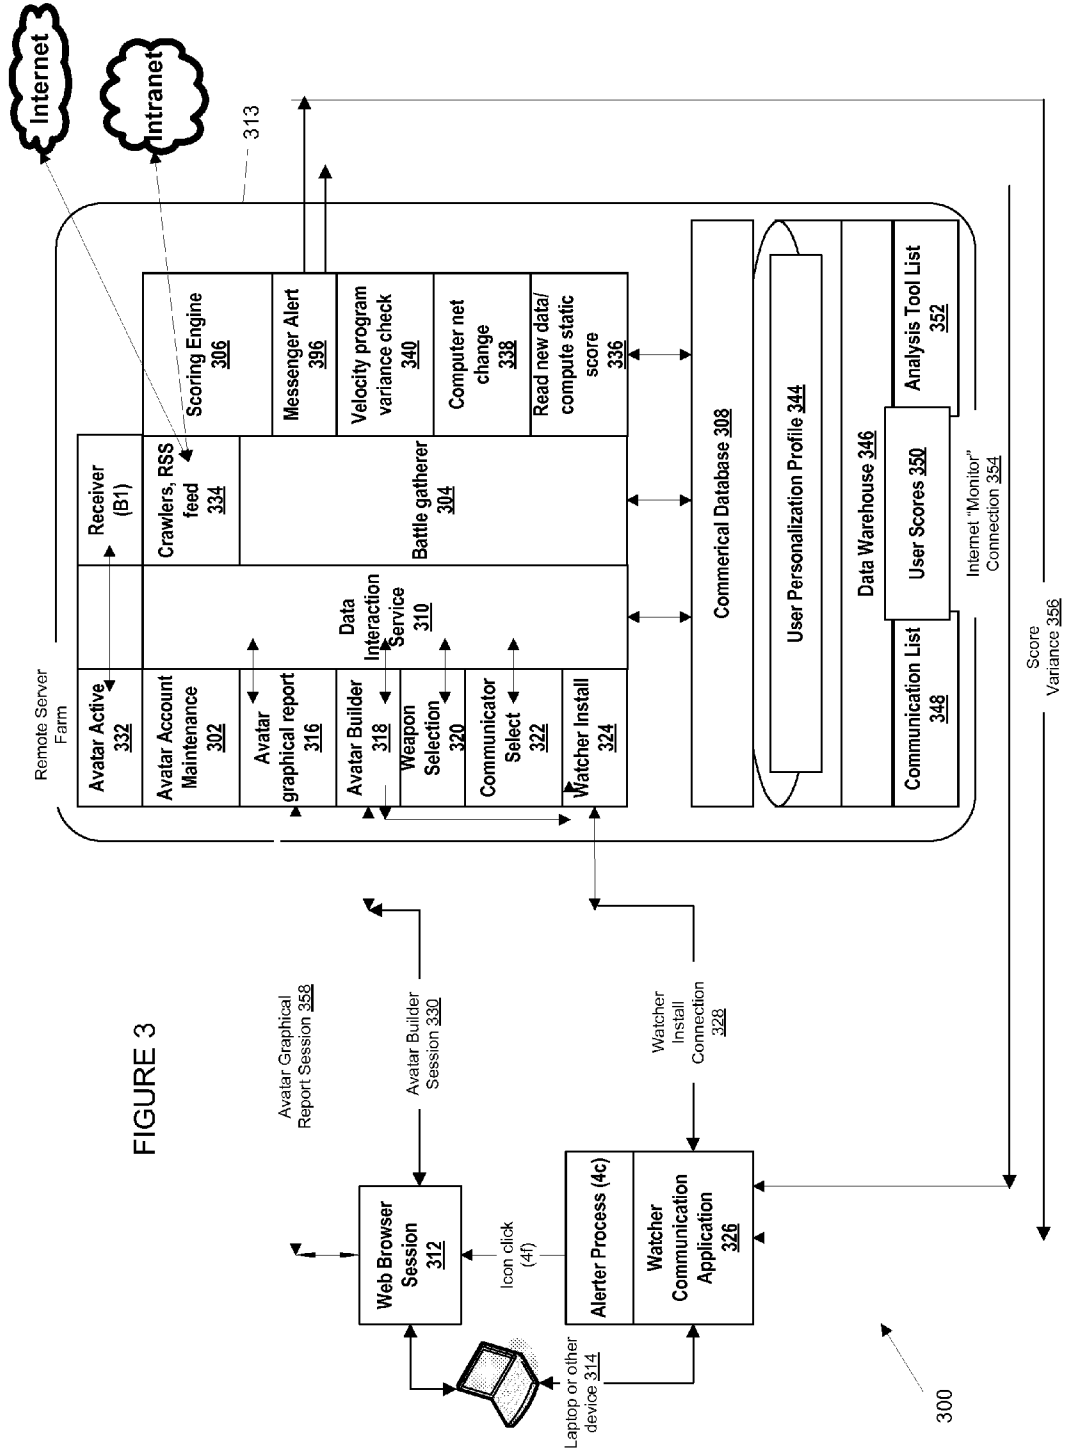 FIGURE 3
Internet
Intranet
313
Remote Server
Farm
Avatar Active
332
Receiver
(B1)
Avatar Account
Maintenance
302
Data
Interaction
Service
310
Crawlers, RSS
feed
334
Scoring Engine
306
Avatar
graphical report
316
Battle gatherer
304
Messenger Alert
396
Avatar Builder
318
Velocity program
variance check
340
Weapon
Selection
320
Computer net
change
338
Communicator
Select
322
Read new data/
compute static
score
336
Watcher Install
324
Commerical Database 308
User Personalization Profile 344
Data Warehouse 346
Communication List
348
User Scores 350
Analysis Tool List
352
Internet "Monitor"
Connection 354
Score
Variance 356
Avatar Graphical
Report Session 358
Avatar Builder
Session 330
Watcher
Install
Connection
328
Web Browser
Session
312
Icon click
(4f)
Alerter Process (4c)
Watcher
Communication
Application
326
Laptop or other
device 314
300